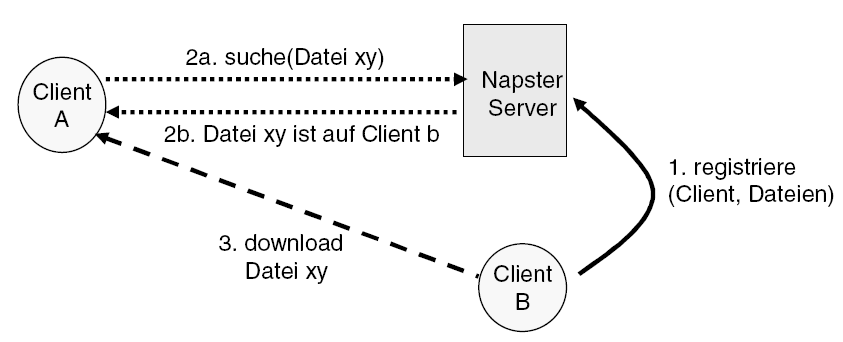 2a. suche(Datei xy)
Client
A
Napster
Server
2b. Datei xy ist auf Client b
1. registriere
(Client, Dateien)
3. download
Datei xy
Client
B